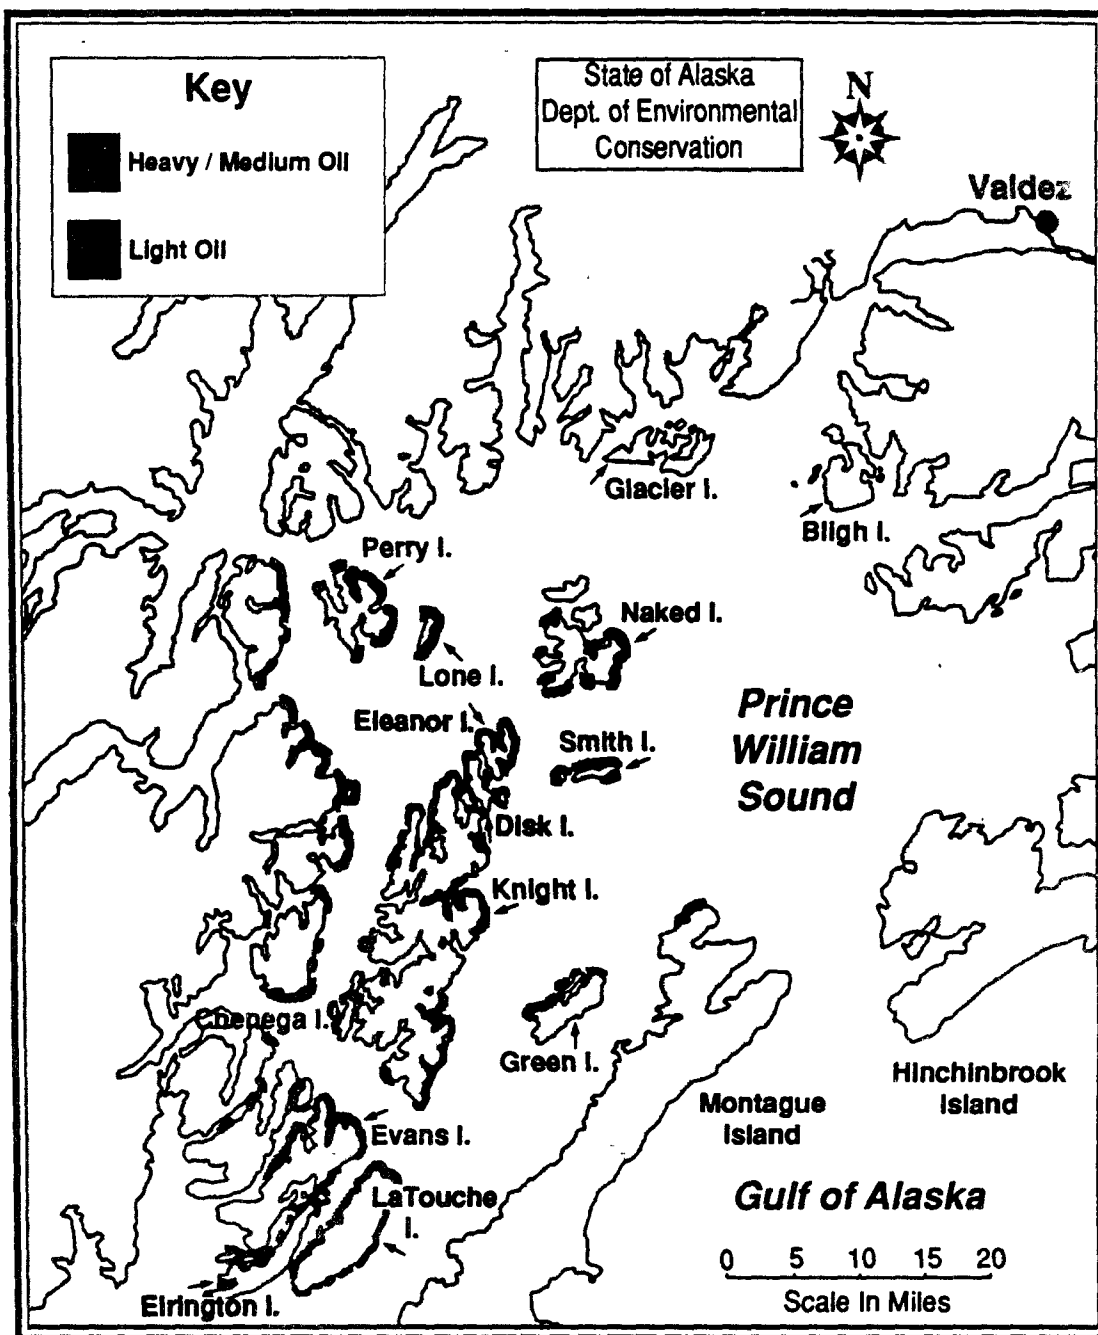 Key
Heavy / Medium Oil
Light Oil
State of Alaska
Dept. of Environmental
Conservation
N
Valdez
Glacier I.
Bligh I.
Perry I.
Naked I.
Lone I.
Eleanor I.
Smith I.
Prince
William
Sound
Disk I.
Knight I.
Chenega I.
Green I.
Hinchinbrook
Island
Montague
Island
Evans I.
LaTouche
I.
Gulf of Alaska
0 5 10 15 20
Scale In Miles
Elrington I.